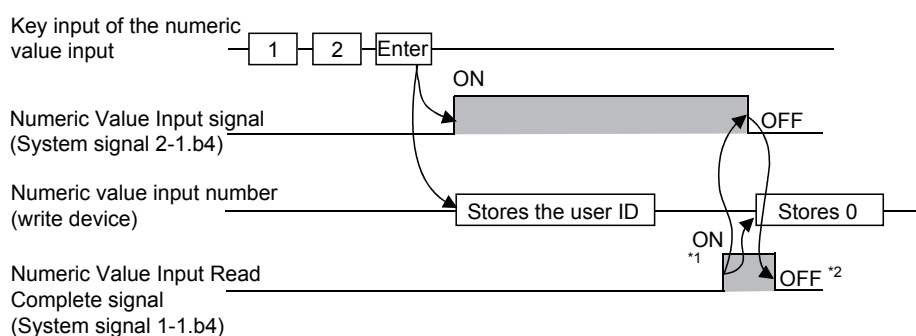 Key input of the numeric
value input
1 2 Enter
ON
Numeric Value Input signal
(System signal 2-1.b4)
OFF
Numeric value input number
(write device)
Stores the user ID
Stores 0
ON
*1
Numeric Value Input Read
Complete signal
(System signal 1-1.b4)
OFF *2